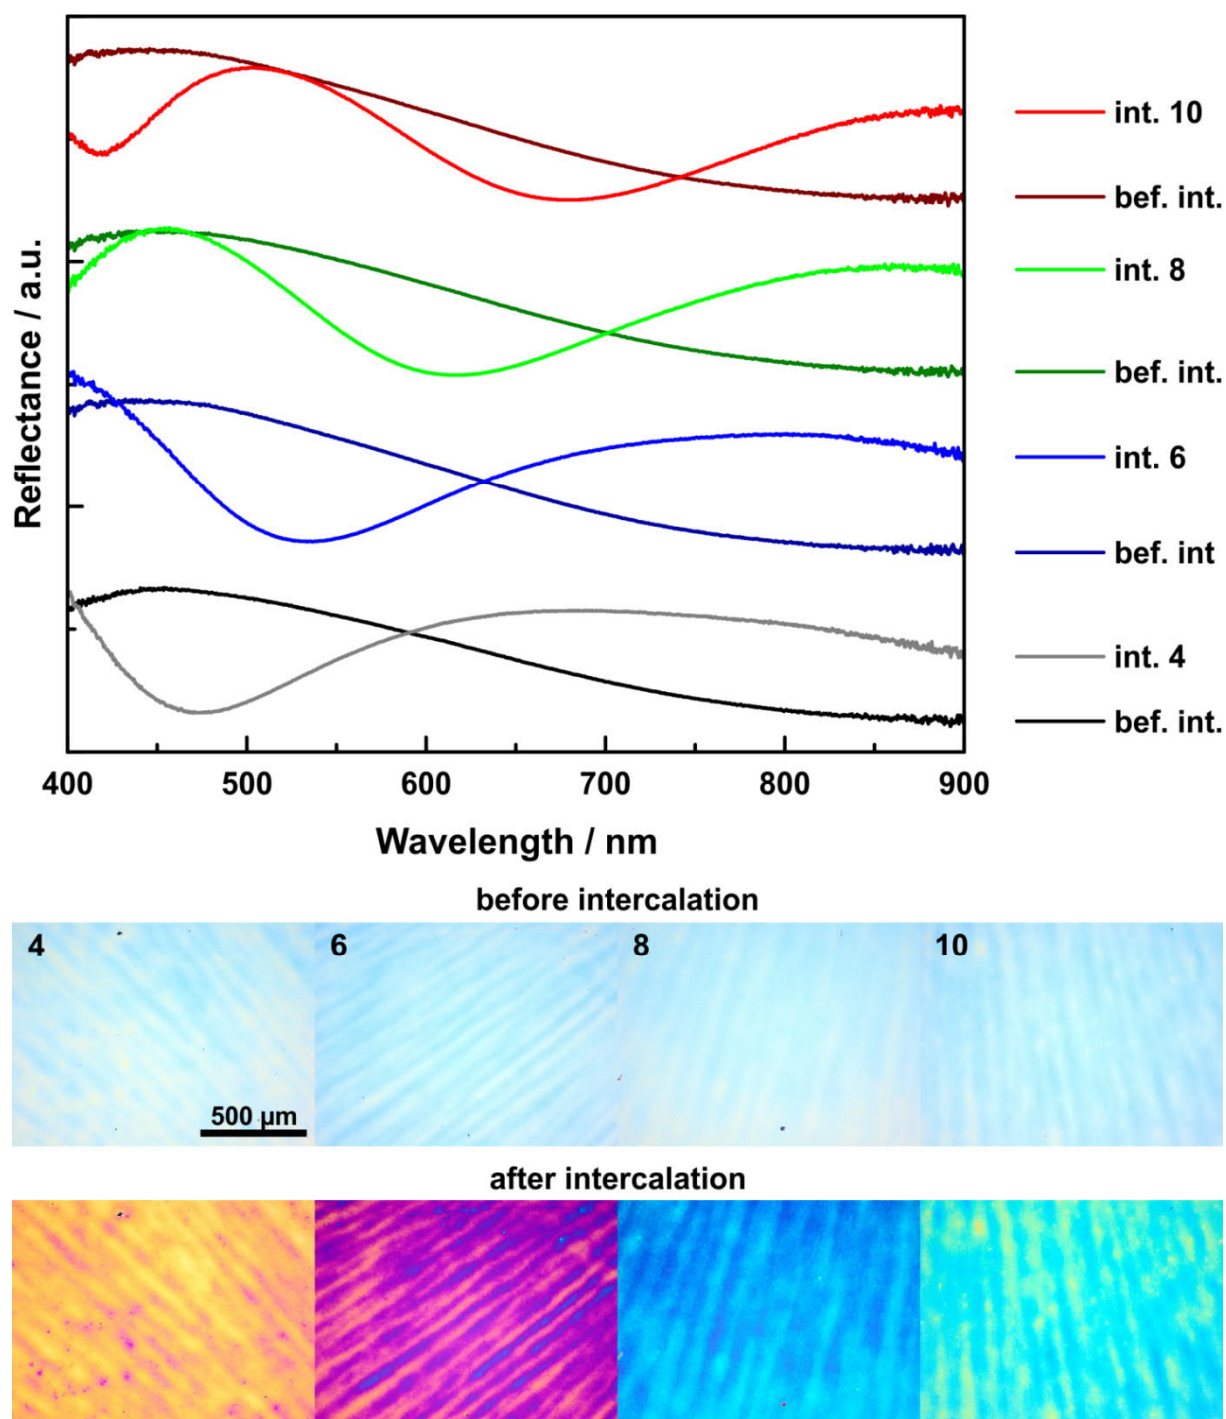 Reflectance / a.u.
int. 10
bef. int.
int. 8
bef. int.
int. 6
bef. int
int. 4
bef. int.
400 500 600 700 800 900
Wavelength / nm
before intercalation
4 6 8 10
500 µm
after intercalation